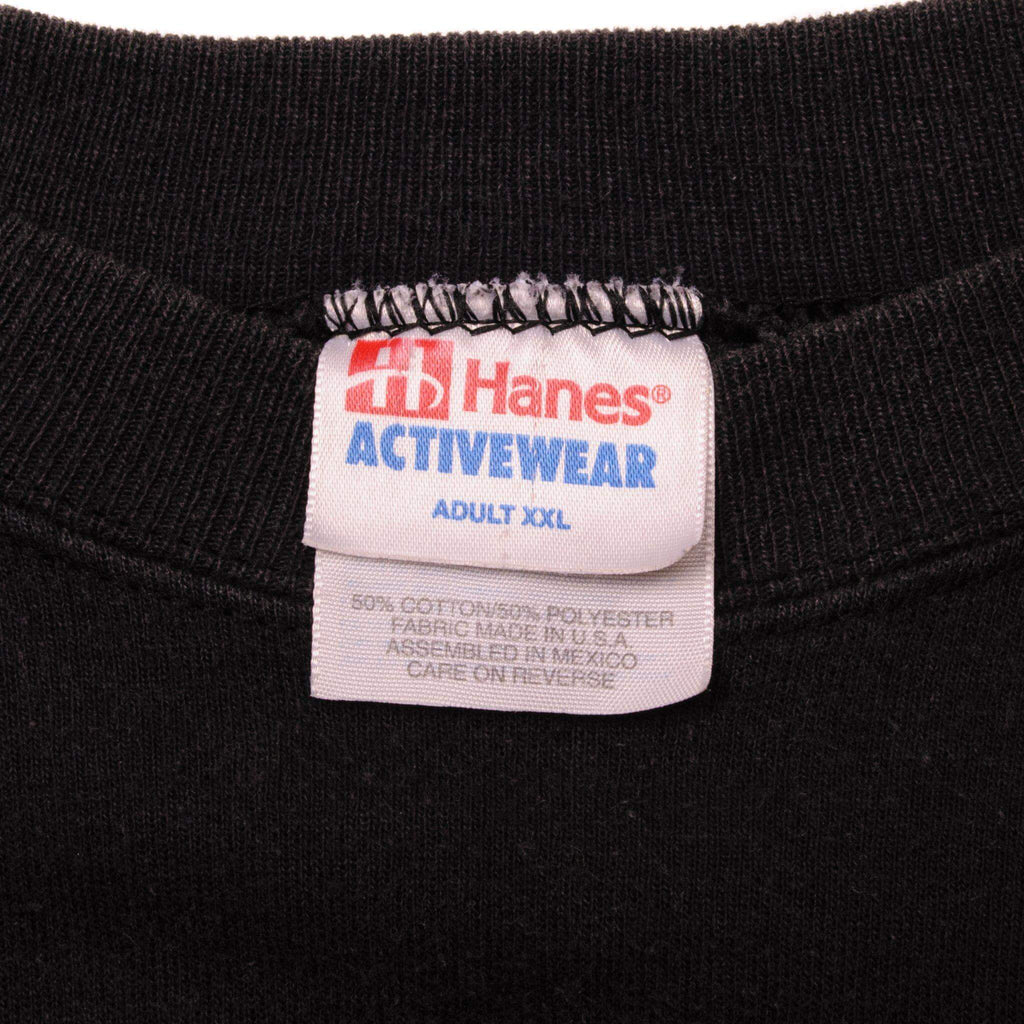 Hanes®
ACTIVEWEAR
ADULT XXL
50% COTTON/50% POLYESTER
FABRIC MADE IN U.S.A
ASSEMBLED IN MEXICO
CARE ON REVERSE